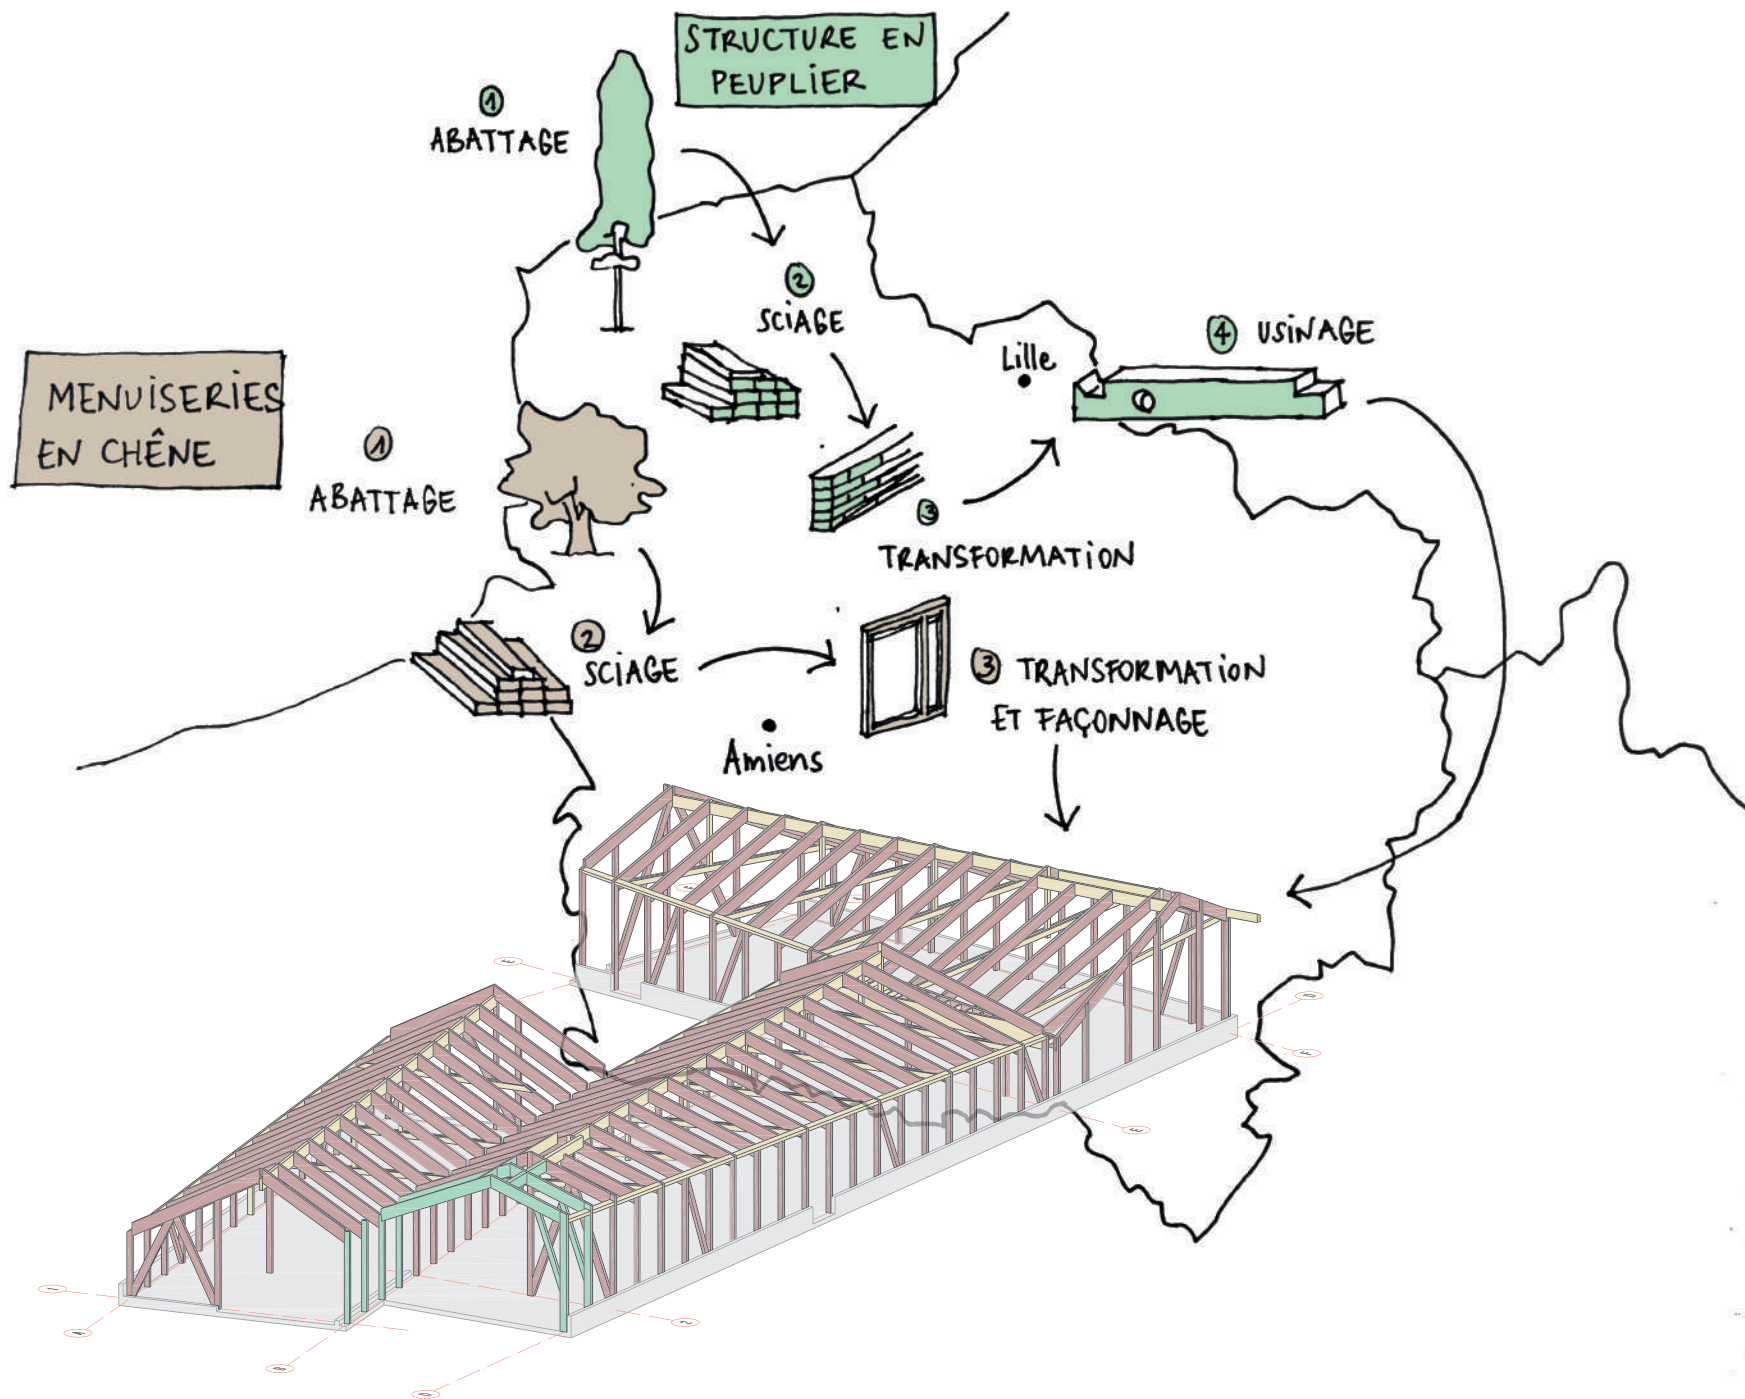 STRUCTURE EN
PEUPLIER
1
ABATTAGE
2
SCIAGE
4 USINAGE
Lille
MENUISERIES
EN CHÊNE
1
ABATTAGE
3
TRANSFORMATION
2
SCIAGE
3 TRANSFORMATION
ET FAÇONNAGE
Amiens